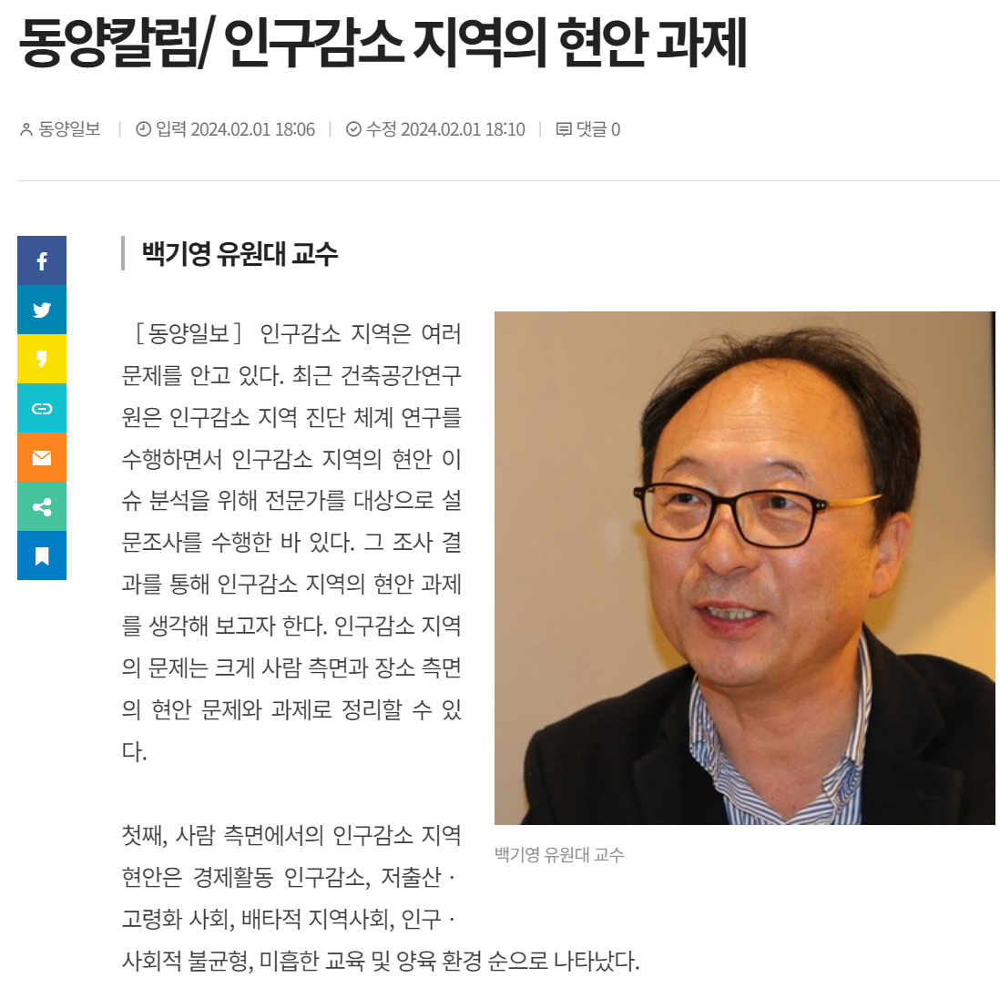 동양칼럼/ 인구감소 지역의 현안 과제
동양일보 | 입력 2024.02.01 18:06 | 수정 2024.02.01 18:10 | 댓글 0
백기영 유원대 교수
［동양일보］ 인구감소 지역은 여러
문제를 안고 있다. 최근 건축공간연구
원은 인구감소 지역 진단 체계 연구를
수행하면서 인구감소 지역의 현안 이
슈 분석을 위해 전문가를 대상으로 설
문조사를 수행한 바 있다. 그 조사 결
과를 통해 인구감소 지역의 현안 과제
를 생각해 보고자 한다. 인구감소 지역
의 문제는 크게 사람 측면과 장소 측면
의 현안 문제와 과제로 정리할 수 있
다.
백기영 유원대 교수
첫째, 사람 측면에서의 인구감소 지역
현안은 경제활동 인구감소, 저출산ㆍ
고령화 사회, 배타적 지역사회, 인구ㆍ
사회적 불균형, 미흡한 교육 및 양육 환경 순으로 나타났다.